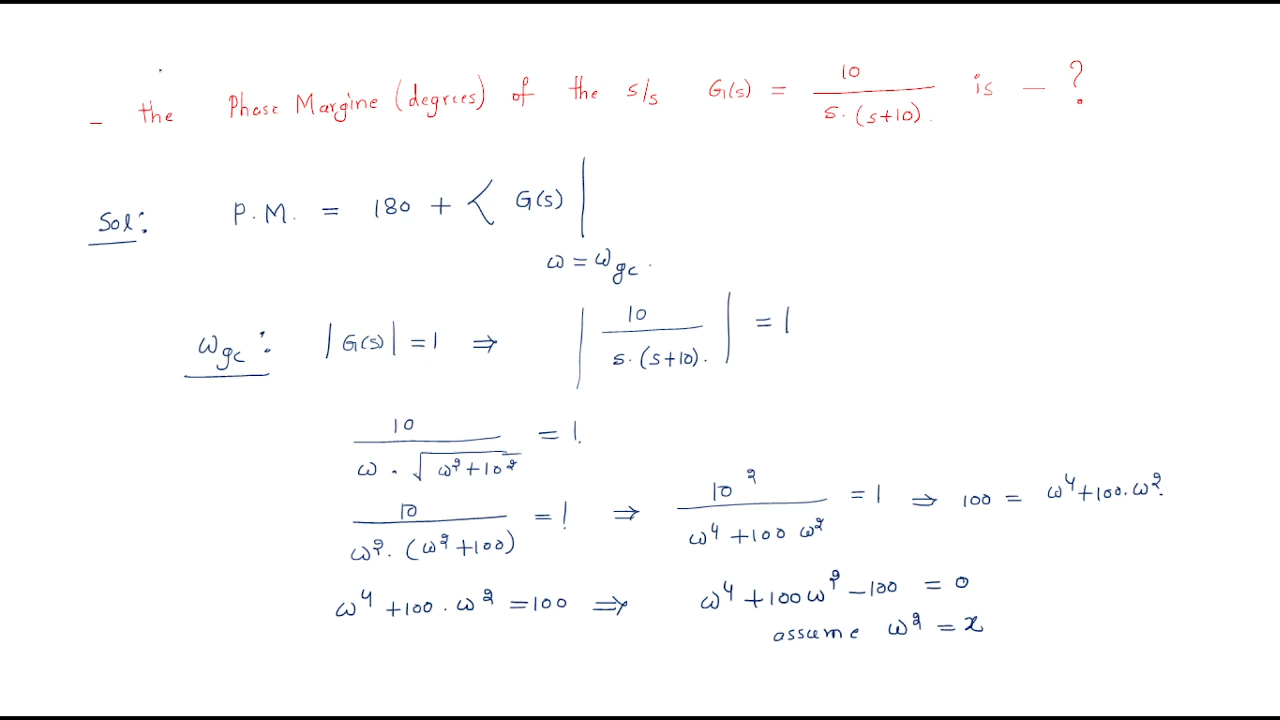 - the Phase Margine (degrees) of the s/s G(s) = 10 / s. (s+10). is - ?
Sol: P.M. = 180 + < G(s) | ω = ωgc.
ωgc : |G(s)| = 1 ⇒ | 10 / s. (s+10). | = 1
10 / ω . √(ω²+10²) = 1.
10 / ω². (ω²+100) = 1 ⇒ 10² / ω⁴ + 100 ω² = 1 ⇒ 100 = ω⁴+100.ω².
ω⁴ + 100 . ω² = 100 ⇒ ω⁴ + 100ω² - 100 = 0
assume ω² = x